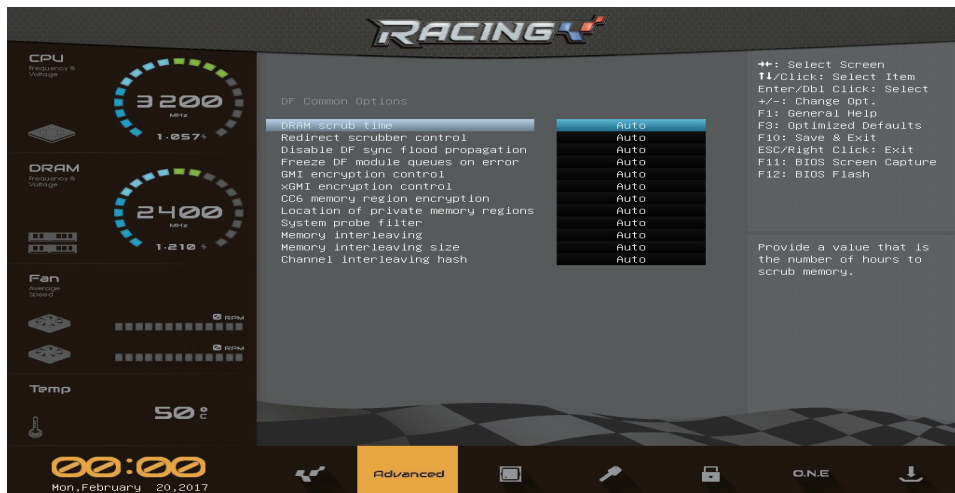 RACING
CPU
Frequency & Voltage
3200
MHz
1.057
DRAM
Frequency & Voltage
2400
MHz
1.210
Fan
Average Speed
0 RPM
0 RPM
Temp
50 °C
00:00
Mon,February 20,2017
DF Common Options
DRAM scrub time Auto
Redirect scrubber control Auto
Disable DF sync flood propagation Auto
Freeze DF module queues on error Auto
GMI encryption control Auto
xGMI encryption control Auto
CC6 memory region encryption Auto
Location of private memory regions Auto
System probe filter Auto
Memory interleaving Auto
Memory interleaving size Auto
Channel interleaving hash Auto
→←: Select Screen
↑↓/Click: Select Item
Enter/Dbl Click: Select
+/-: Change Opt.
F1: General Help
F3: Optimized Defaults
F10: Save & Exit
ESC/Right Click: Exit
F11: BIOS Screen Capture
F12: BIOS Flash
Provide a value that is
the number of hours to
scrub memory.
Advanced
O.N.E